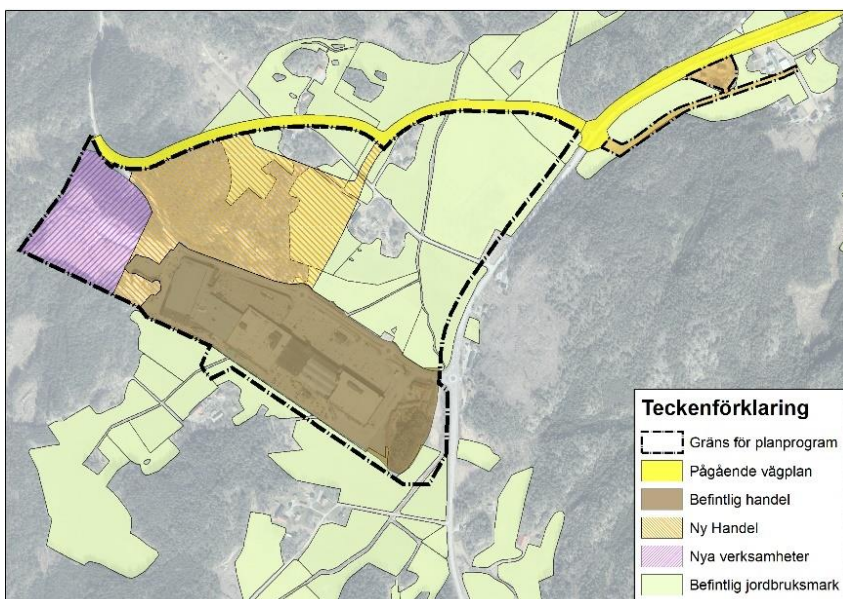 Teckenförklaring
Gräns för planprogram
Pågående vägplan
Befintlig handel
Ny Handel
Nya verksamheter
Befintlig jordbruksmark